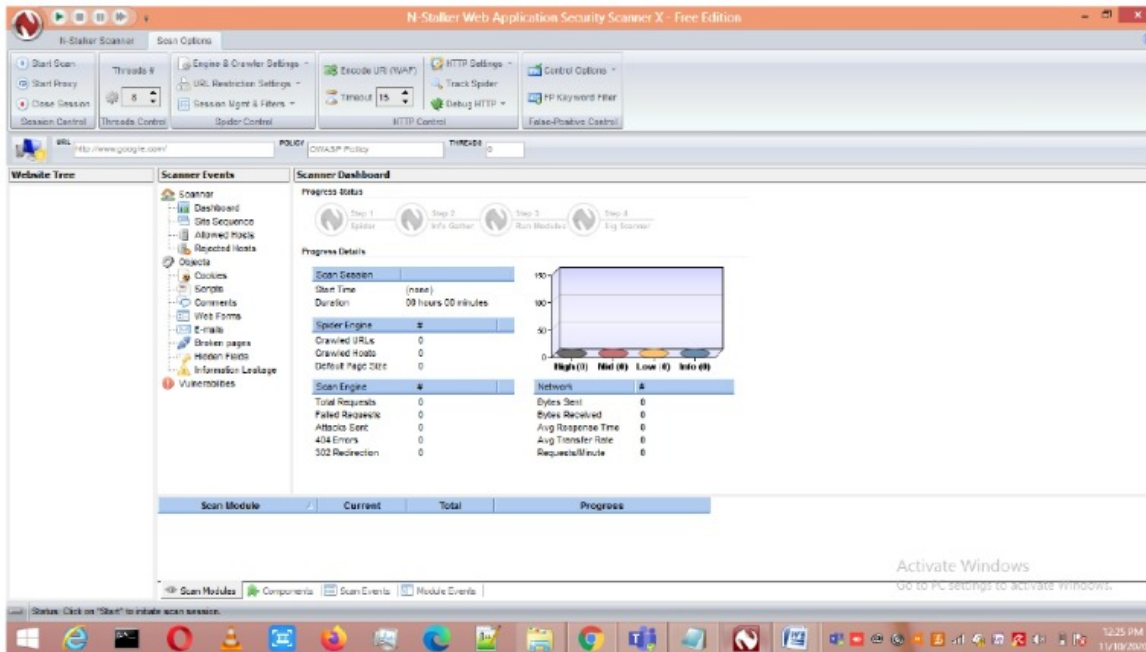 N-Stalker Web Application Security Scanner X - Free Edition
N-Stalker Scanner Scan Options
Start Scan
Start Proxy
Close Session
Session Control
Threads #
8
Threads Control
Engine & Crawler Settings
URL Restriction Settings
Session Mgmt & Filters
Spider Control
Encode URI (WAF)
Timeout 15
HTTP Settings
Track Spider
Debug HTTP
HTTP Control
Control Options
FP Keyword Filter
False-Positive Control
URL http://www.google.com/ POLICY OWASP Policy THREADS 0
Website Tree
Scanner Events
Scanner
Dashboard
Site Sequence
Allowed Hosts
Rejected Hosts
Objects
Cookies
Scripts
Comments
Web Forms
E-mails
Broken pages
Hidden Fields
Information Leakage
Vulnerabilities
Scanner Dashboard
Progress Status
Step 1 Step 2 Step 3 Step 4
Spider Info Gather Run Modules Sig Scanner
Progress Details
Scan Session
Start Time (none)
Duration 00 hours 00 minutes
Spider Engine #
Crawled URLs 0
Crawled Hosts 0
Default Page Size 0
Scan Engine #
Total Requests 0
Failed Requests 0
Attacks Sent 0
404 Errors 0
302 Redirection 0
150
100
50
0
High (0) Mid (0) Low (0) Info (0)
Network #
Bytes Sent 0
Bytes Received 0
Avg Response Time 0
Avg Transfer Rate 0
Requests/Minute 0
Scan Module Current Total Progress
Activate Windows
Go to PC settings to activate Windows.
Scan Modules Components Scan Events Module Events
Status: Click on "Start" to initiate scan session.
12:25 PM